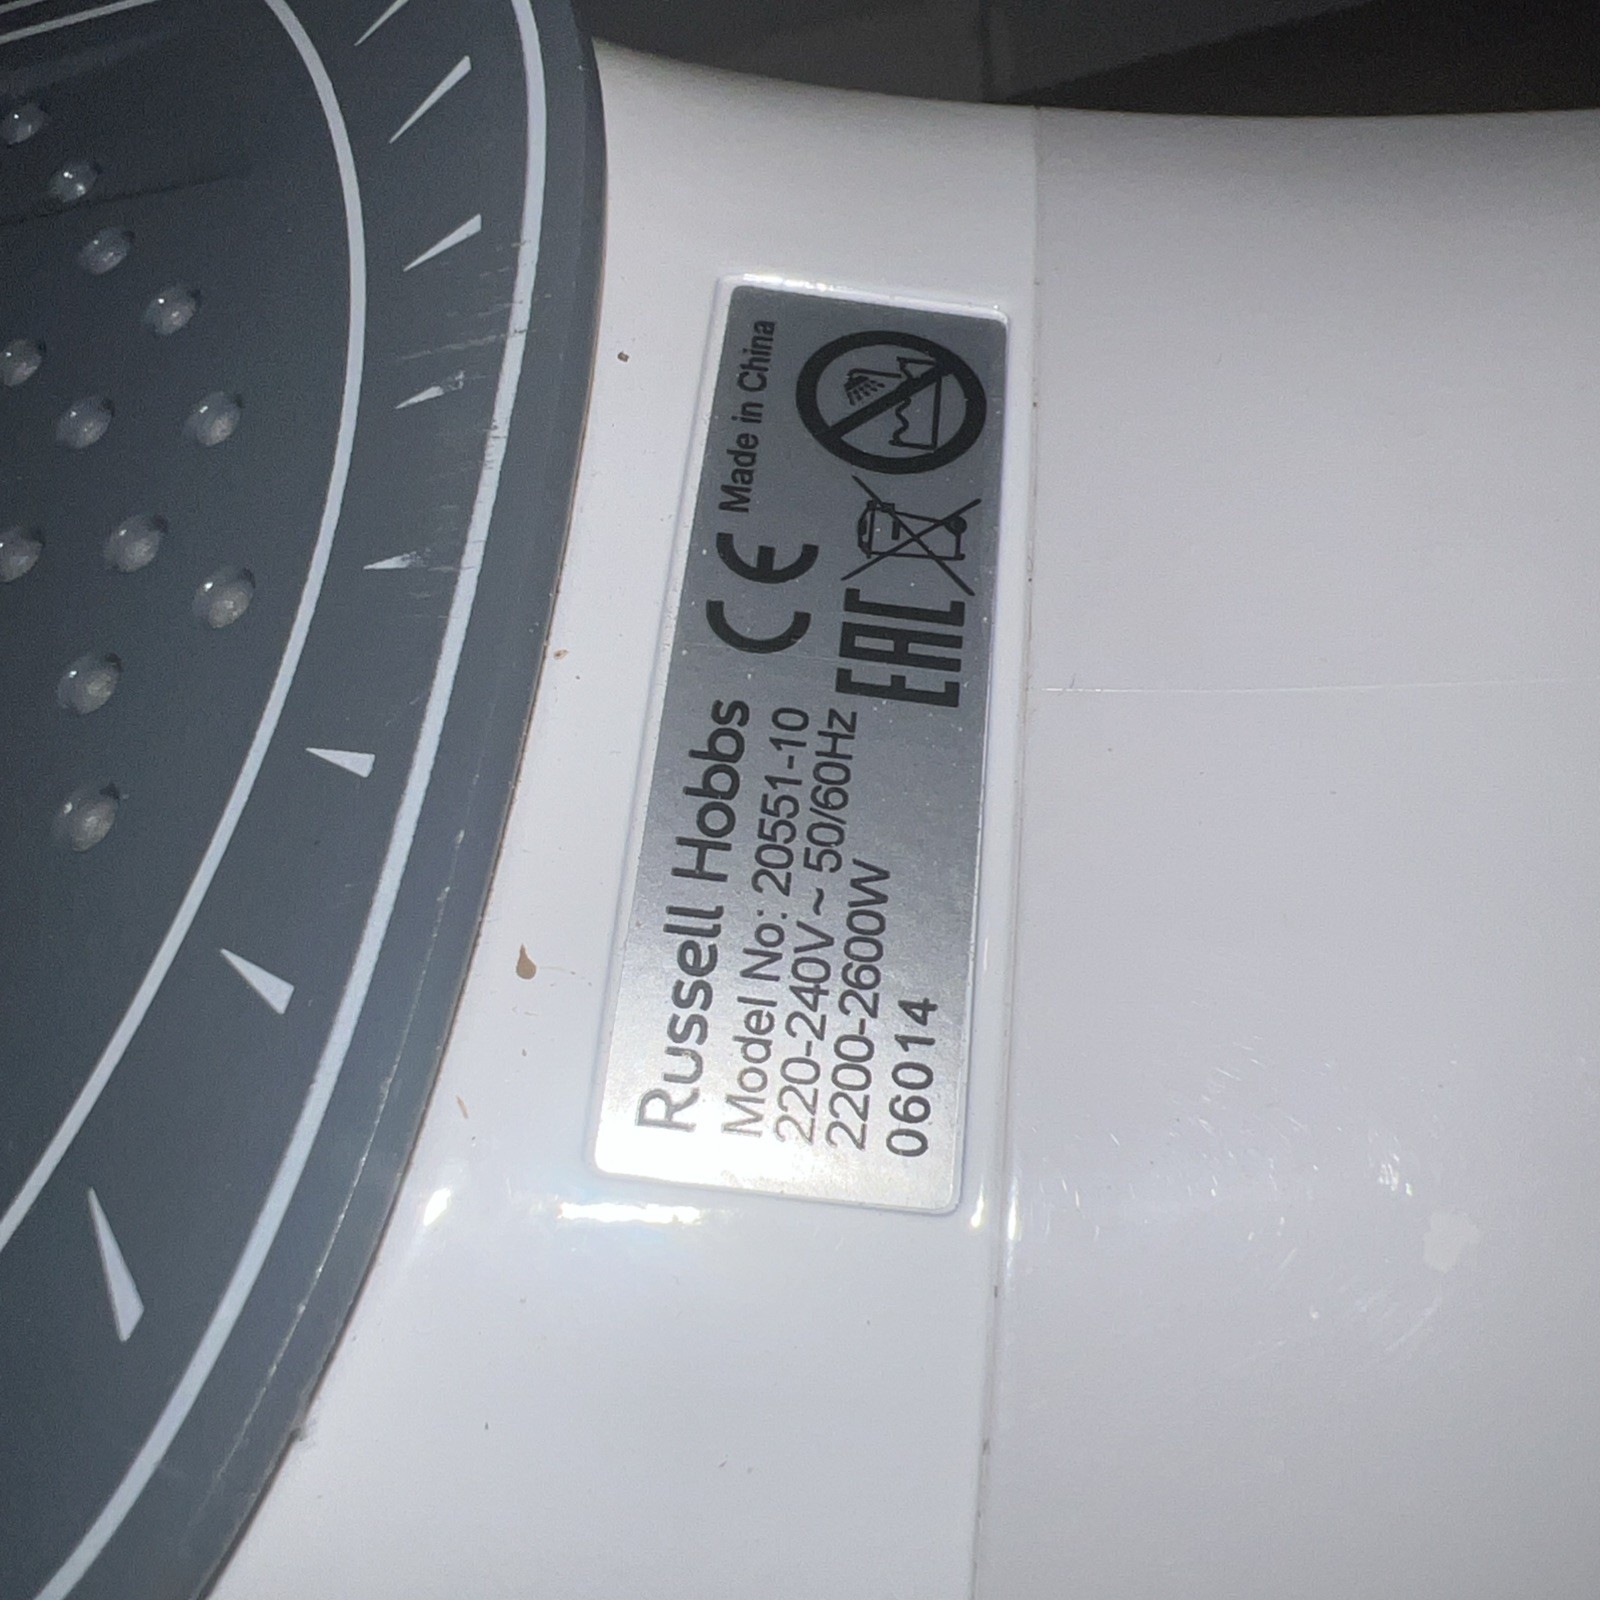 Russell Hobbs
Model No: 20551-10
220-240V ~ 50/60Hz
2200-2600W
06014
CE Made in China
EAC